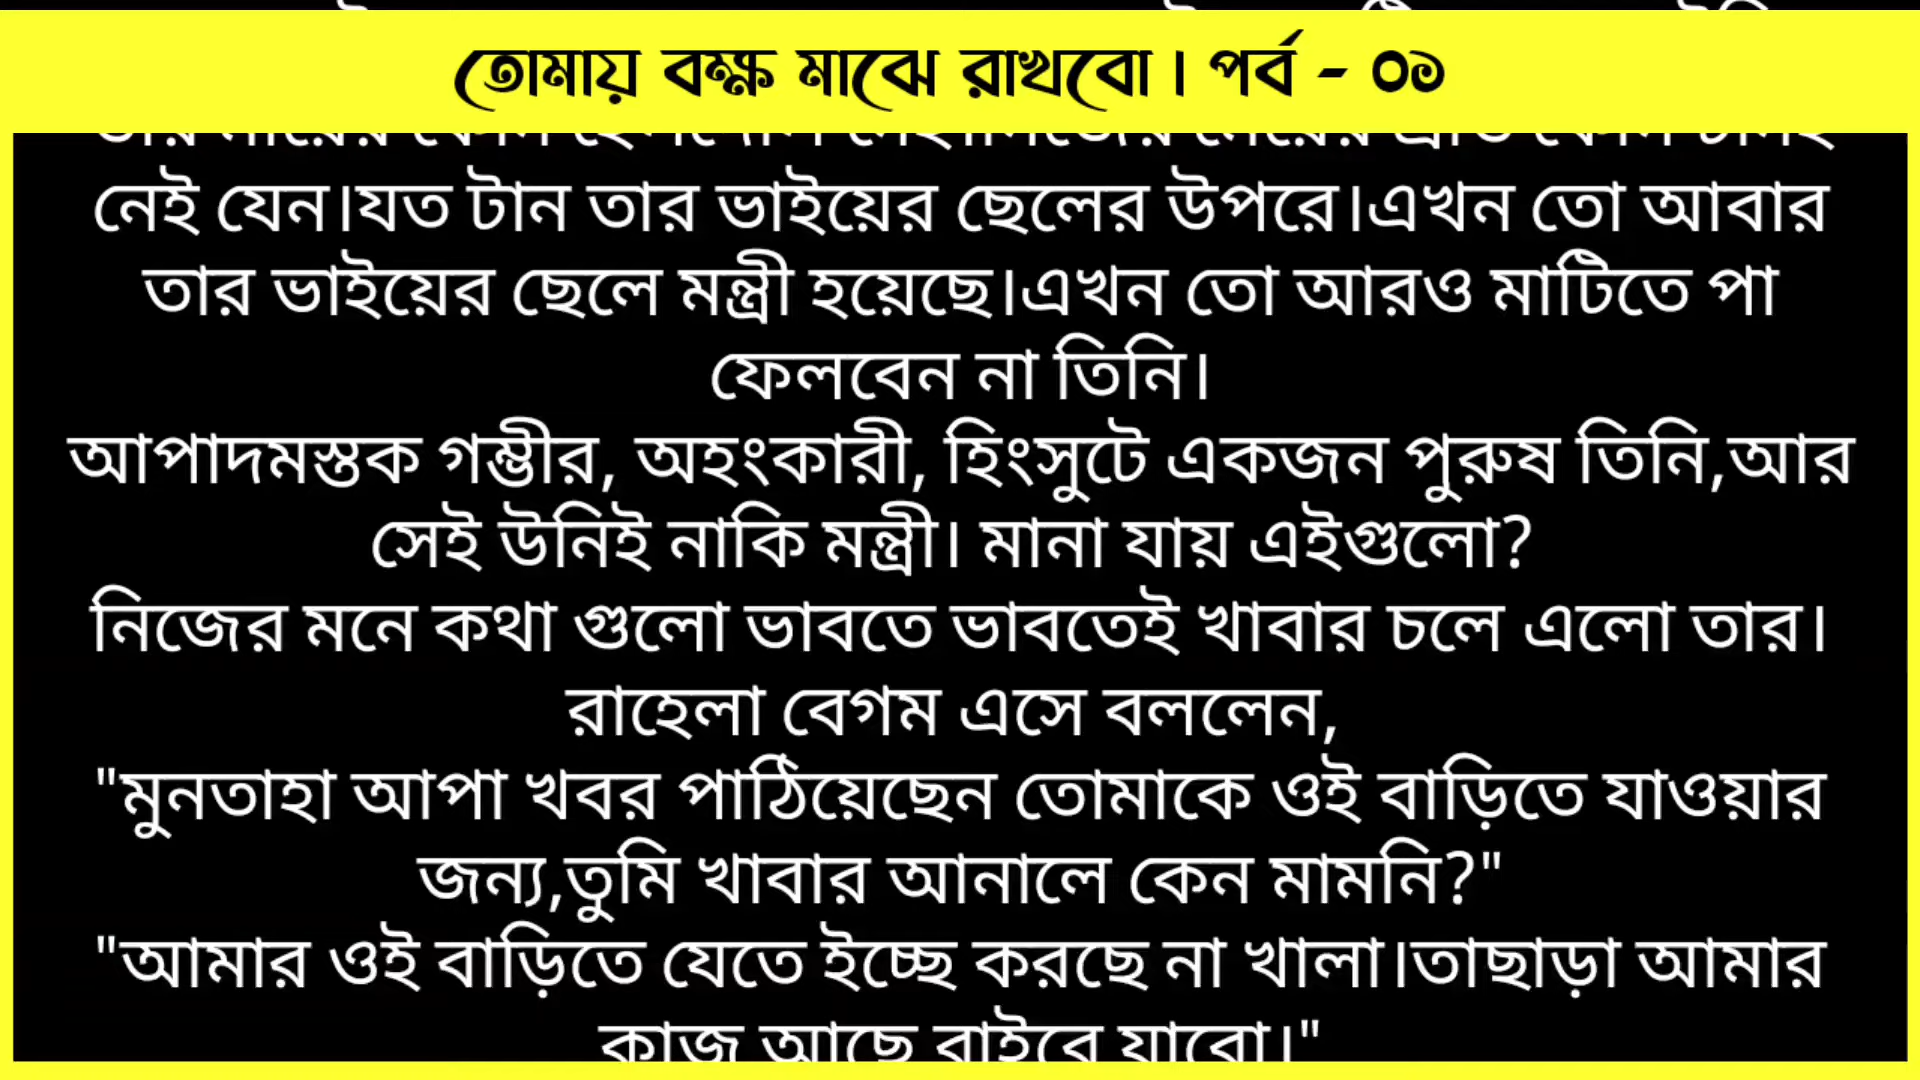 তোমায় বক্ষ মাঝে রাখবো। পর্ব - ০১
নেই যেন।যত টান তার ভাইয়ের ছেলের উপরে।এখন তো আবার
তার ভাইয়ের ছেলে মন্ত্রী হয়েছে।এখন তো আরও মাটিতে পা
ফেলবেন না তিনি।
আপাদমস্তক গম্ভীর, অহংকারী, হিংসুটে একজন পুরুষ তিনি,আর
সেই উনিই নাকি মন্ত্রী। মানা যায় এইগুলো?
নিজের মনে কথা গুলো ভাবতে ভাবতেই খাবার চলে এলো তার।
রাহেলা বেগম এসে বললেন,
"মুনতাহা আপা খবর পাঠিয়েছেন তোমাকে ওই বাড়িতে যাওয়ার
জন্য,তুমি খাবার আনালে কেন মামনি?"
"আমার ওই বাড়িতে যেতে ইচ্ছে করছে না খালা।তাছাড়া আমার
কাজ আছে বাইরে যাবো।"